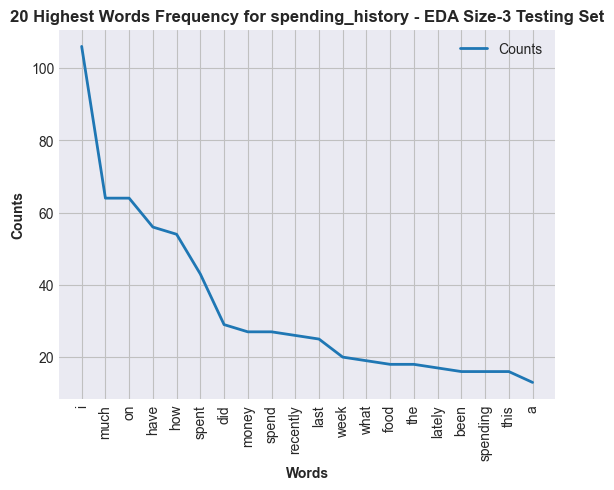 20 Highest Words Frequency for spending_history - EDA Size-3 Testing Set
Counts
100
80
60
40
20
Counts
i
much
on
have
how
spent
did
money
spend
recently
last
week
what
food
the
lately
been
spending
this
a
Words